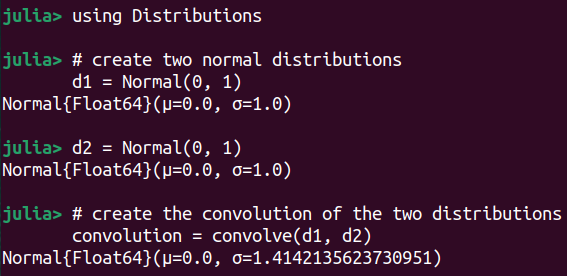 julia> using Distributions
julia> # create two normal distributions
d1 = Normal(0, 1)
Normal{Float64}(μ=0.0, σ=1.0)
julia> d2 = Normal(0, 1)
Normal{Float64}(μ=0.0, σ=1.0)
julia> # create the convolution of the two distributions
convolution = convolve(d1, d2)
Normal{Float64}(μ=0.0, σ=1.4142135623730951)